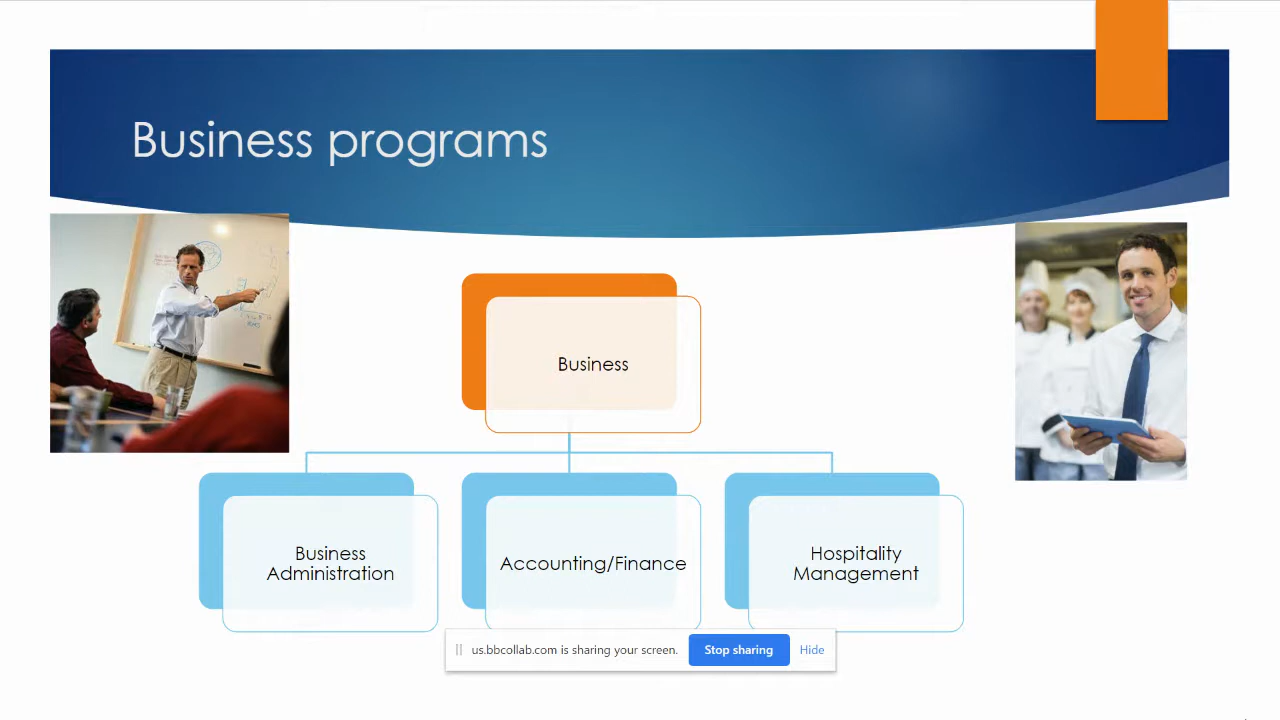 Business programs
Business
Business
Administration
Accounting/Finance
Hospitality
Management
us.bbcollab.com is sharing your screen.
Stop sharing
Hide